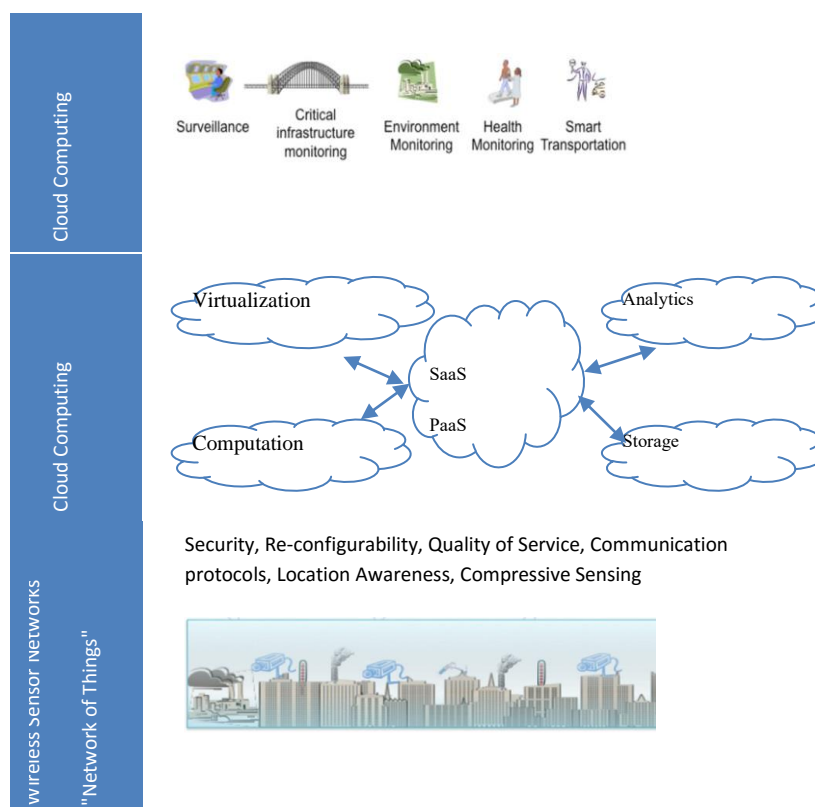 Cloud Computing
Surveillance
Critical
infrastructure
monitoring
Environment
Monitoring
Health
Monitoring
Smart
Transportation
Cloud Computing
Virtualization
Analytics
SaaS
PaaS
Computation
Storage
Wireless Sensor Networks
"Network of Things"
Security, Re-configurability, Quality of Service, Communication
protocols, Location Awareness, Compressive Sensing